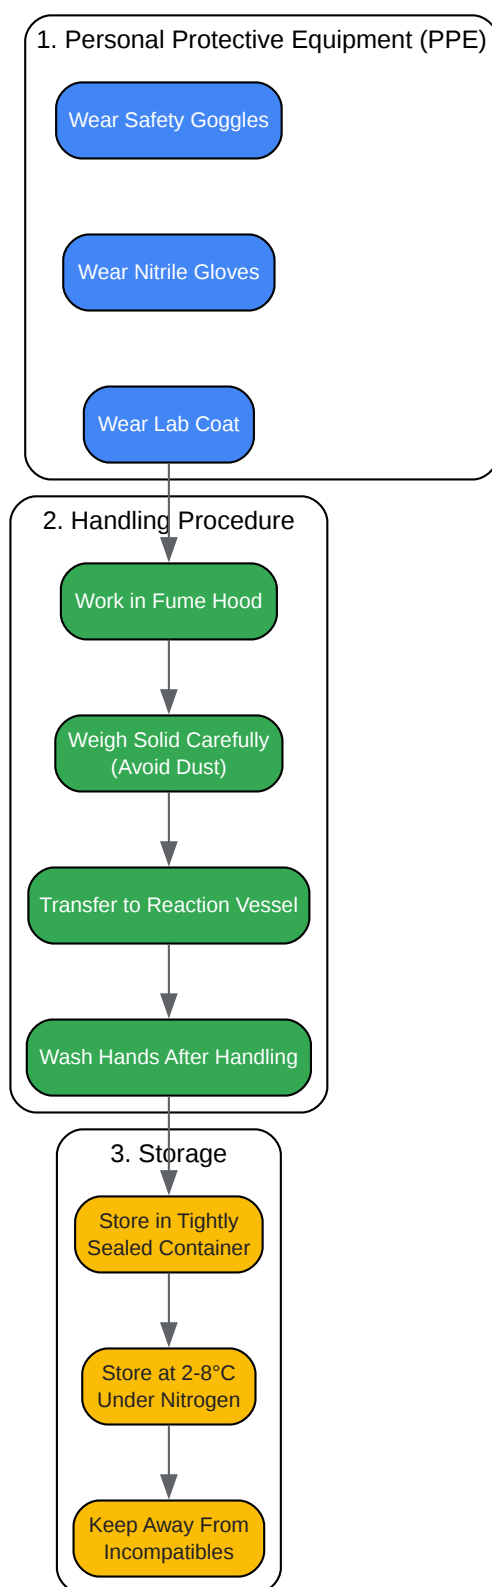 1. Personal Protective Equipment (PPE)
Wear Safety Goggles
Wear Nitrile Gloves
Wear Lab Coat
2. Handling Procedure
Work in Fume Hood
Weigh Solid Carefully
(Avoid Dust)
Transfer to Reaction Vessel
Wash Hands After Handling
3. Storage
Store in Tightly
Sealed Container
Store at 2-8°C
Under Nitrogen
Keep Away From
Incompatibles